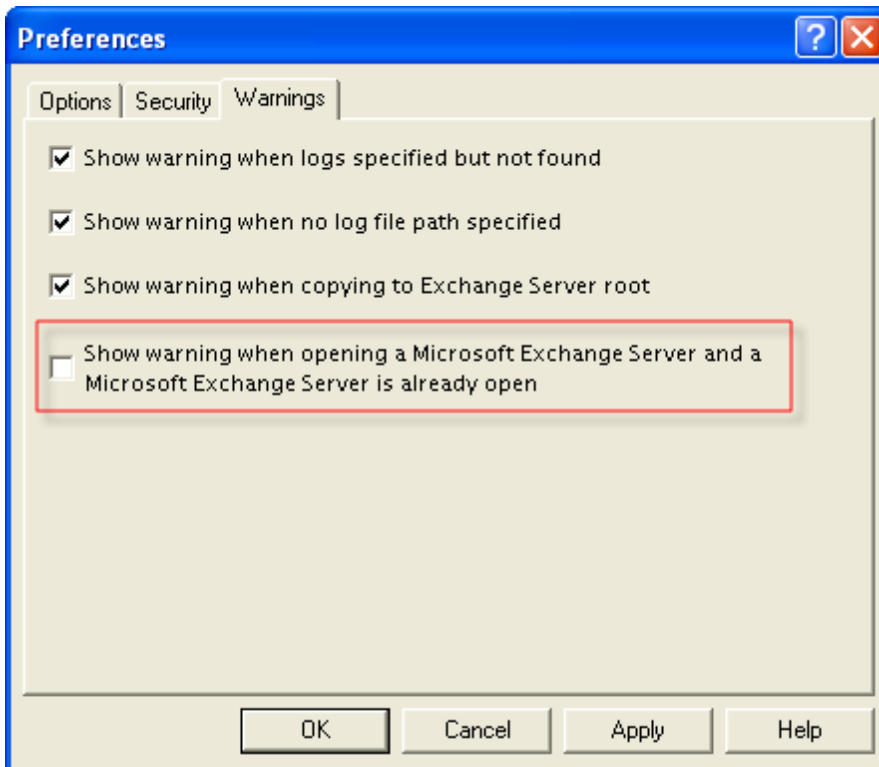 Preferences
Options Security Warnings
Show warning when logs specified but not found
Show warning when no log file path specified
Show warning when copying to Exchange Server root
Show warning when opening a Microsoft Exchange Server and a
Microsoft Exchange Server is already open
OK Cancel Apply Help